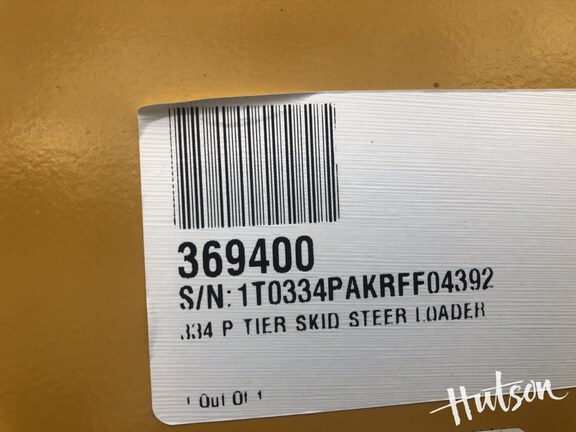 369400
S/N: 1T0334PAKRFF04392
334 P TIER SKID STEER LOADER
1 Out Of 1
Hutson